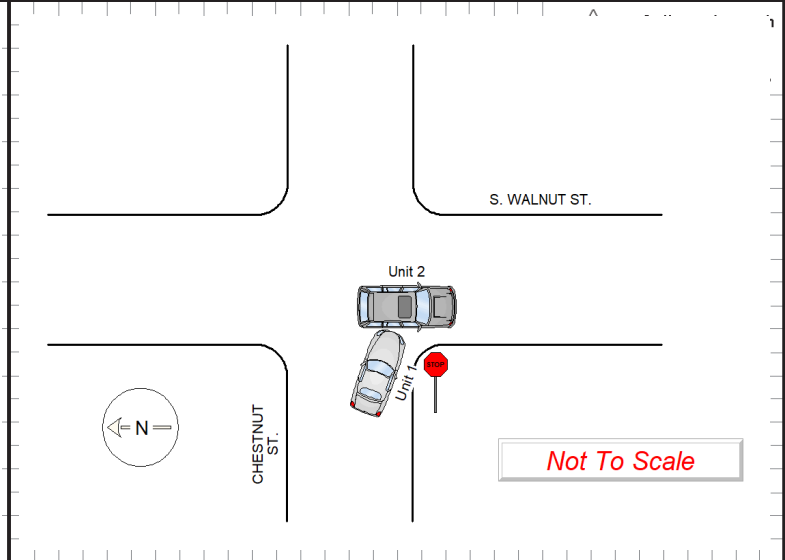 S. WALNUT ST.
Unit 2
STOP
Unit 1
N
CHESTNUT
ST.
Not To Scale